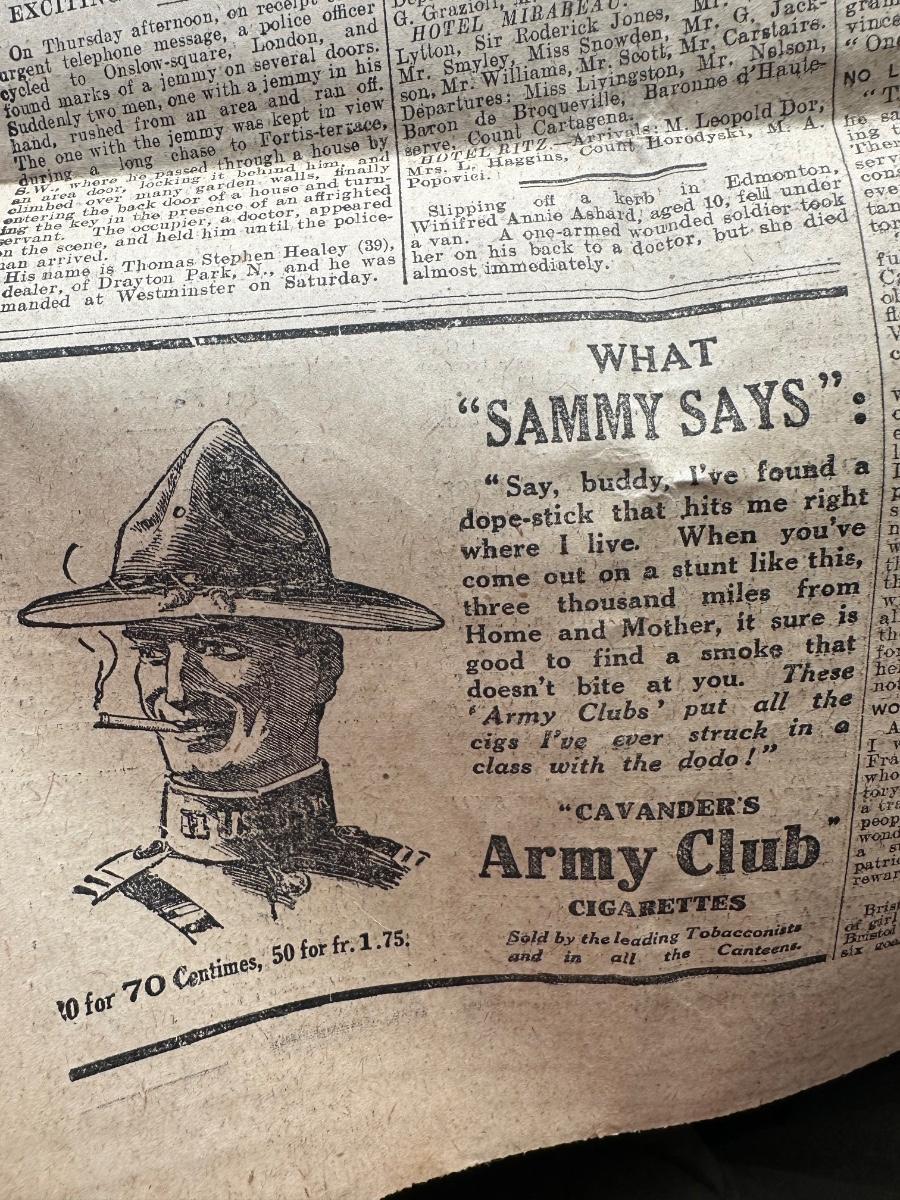 EXCITING
On Thursday afternoon, on receipt
urgent telephone message, a police officer
cycled to Onslow-square, London, and
found marks of a jemmy on several doors.
Suddenly two men, one with a jemmy in his
hand, rushed from an area and ran off.
The one with the jemmy was kept in view
during a long chase to Fortis-terrace,
S.W., where he passed through a house by
an area door, locking it behind him, and
climbed over many garden walls, finally
entering the back door of a house and turn-
ing the key in the presence of an affrighted
servant. The occupier, a doctor, appeared
on the scene, and held him until the police-
man arrived.
His name is Thomas Stephen Healey (39),
dealer, of Drayton Park, N., and he was
manded at Westminster on Saturday.
G. Grazioli,
HOTEL MIRABEAU.
Lytton, Sir Roderick Jones, Mr.
Mr. Smyley, Miss Snowden, Mr. G. Jack-
son, Mr. Williams, Mr. Scott, Mr. Carstairs.
Departures: Miss Livingston, Mr. Nelson,
Baron de Broqueville, Baronne d'Haute-
serve, Count Cartagena.
HOTEL RITZ.—Arrivals: M. Leopold Dor,
Mrs. L. Haggins, Count Horodyski, M. A.
Popovici.
Slipping off a kerb in Edmonton,
Winifred Annie Ashard, aged 10, fell under
a van. A one-armed wounded soldier took
her on his back to a doctor, but she died
almost immediately.
WHAT
"SAMMY SAYS":
"Say, buddy, I've found a
dope-stick that hits me right
where I live. When you've
come out on a stunt like this,
three thousand miles from
Home and Mother, it sure is
good to find a smoke that
doesn't bite at you. These
'Army Clubs' put all the
cigs I've ever struck in a
class with the dodo!"
"CAVANDER'S
Army Club"
CIGARETTES
Sold by the leading Tobacconists
and in all the Canteens.
0 for 70 Centimes, 50 for fr. 1.75.
NO L